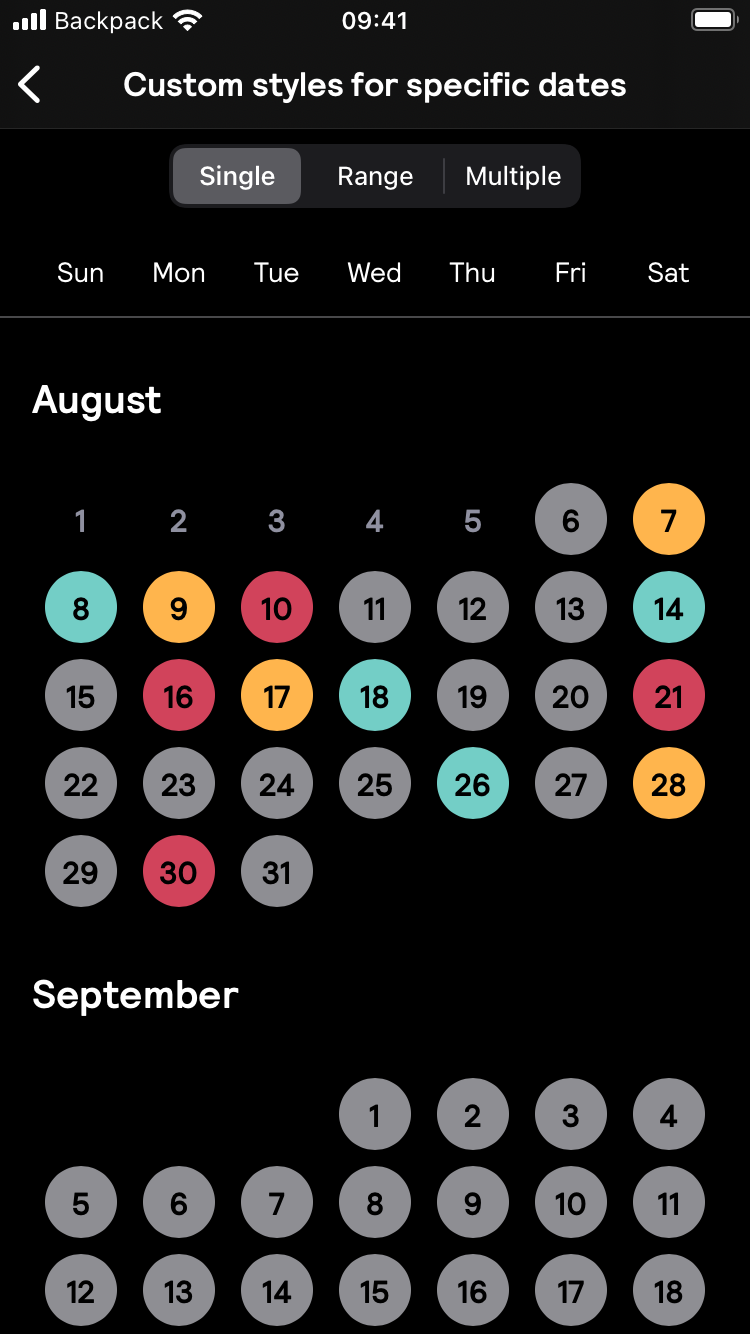 Backpack 09:41
Custom styles for specific dates
Single Range Multiple
Sun Mon Tue Wed Thu Fri Sat
August
1 2 3 4 5 6 7
8 9 10 11 12 13 14
15 16 17 18 19 20 21
22 23 24 25 26 27 28
29 30 31
September
1 2 3 4
5 6 7 8 9 10 11
12 13 14 15 16 17 18